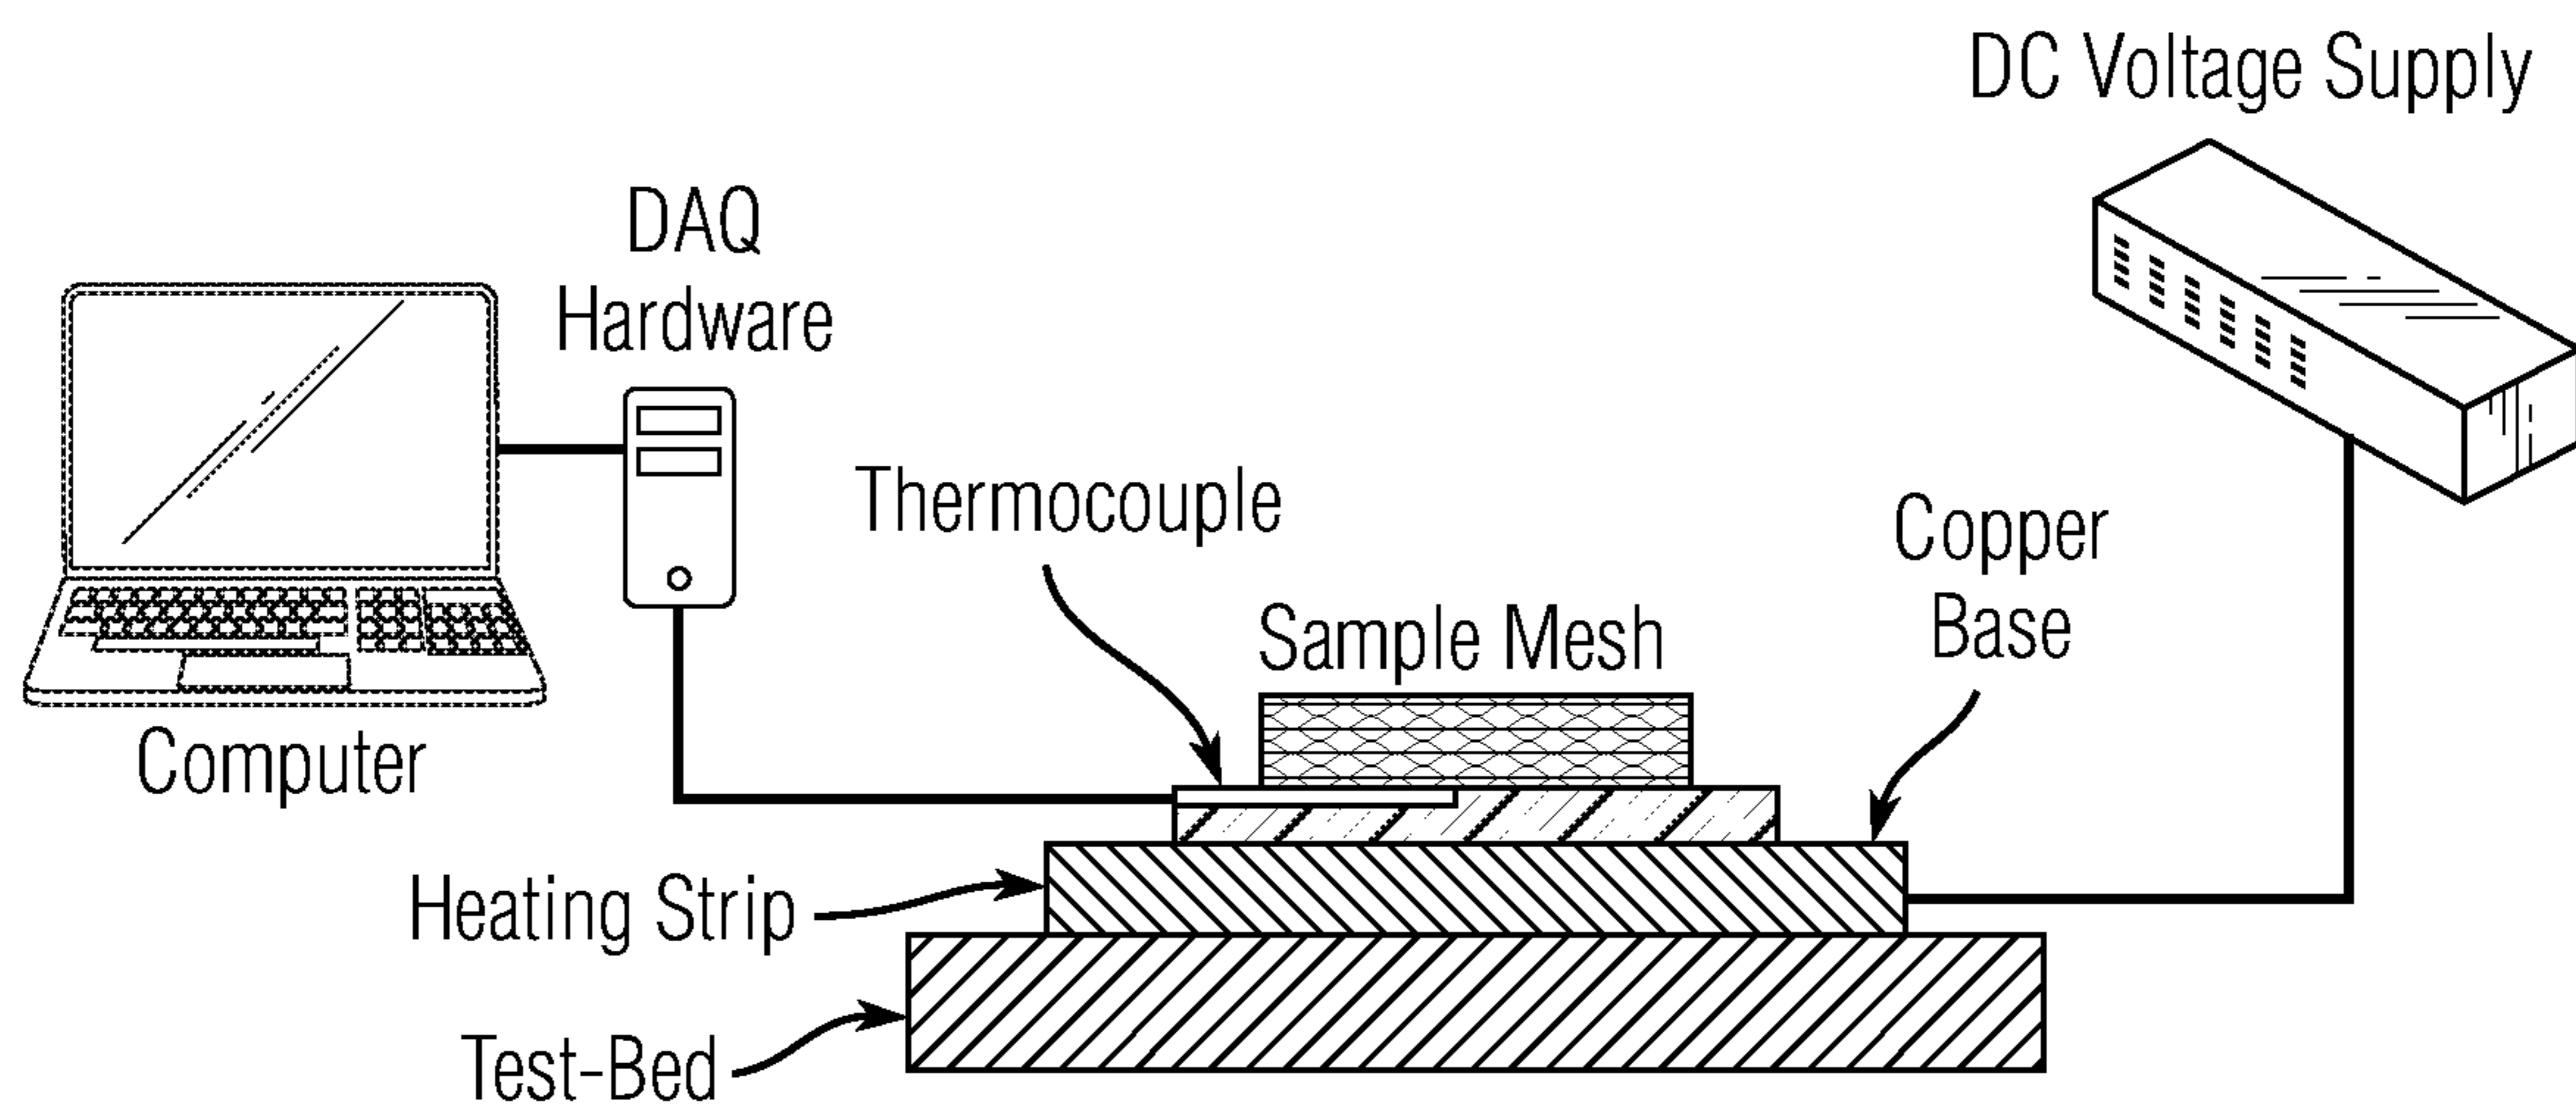 DC Voltage Supply
DAQ
Hardware
Thermocouple
Copper
Base
Sample Mesh
Computer
Heating Strip
Test-Bed